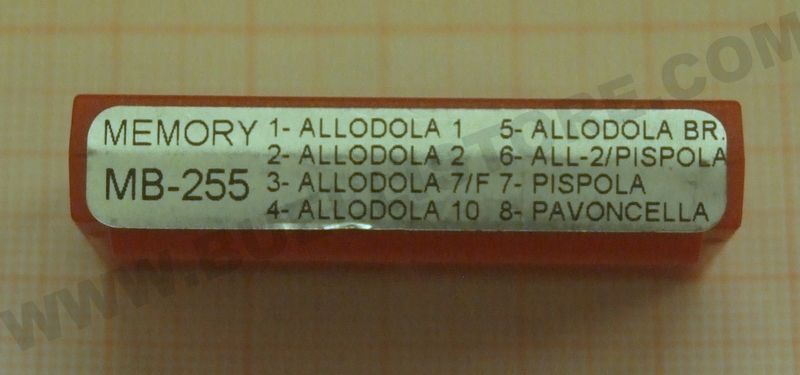 MEMORY
MB-255
1- ALLODOLA 1
2- ALLODOLA 2
3- ALLODOLA 7/F
4- ALLODOLA 10
5- ALLODOLA BR.
6- ALL-2/PISPOLA
7- PISPOLA
8- PAVONCELLA